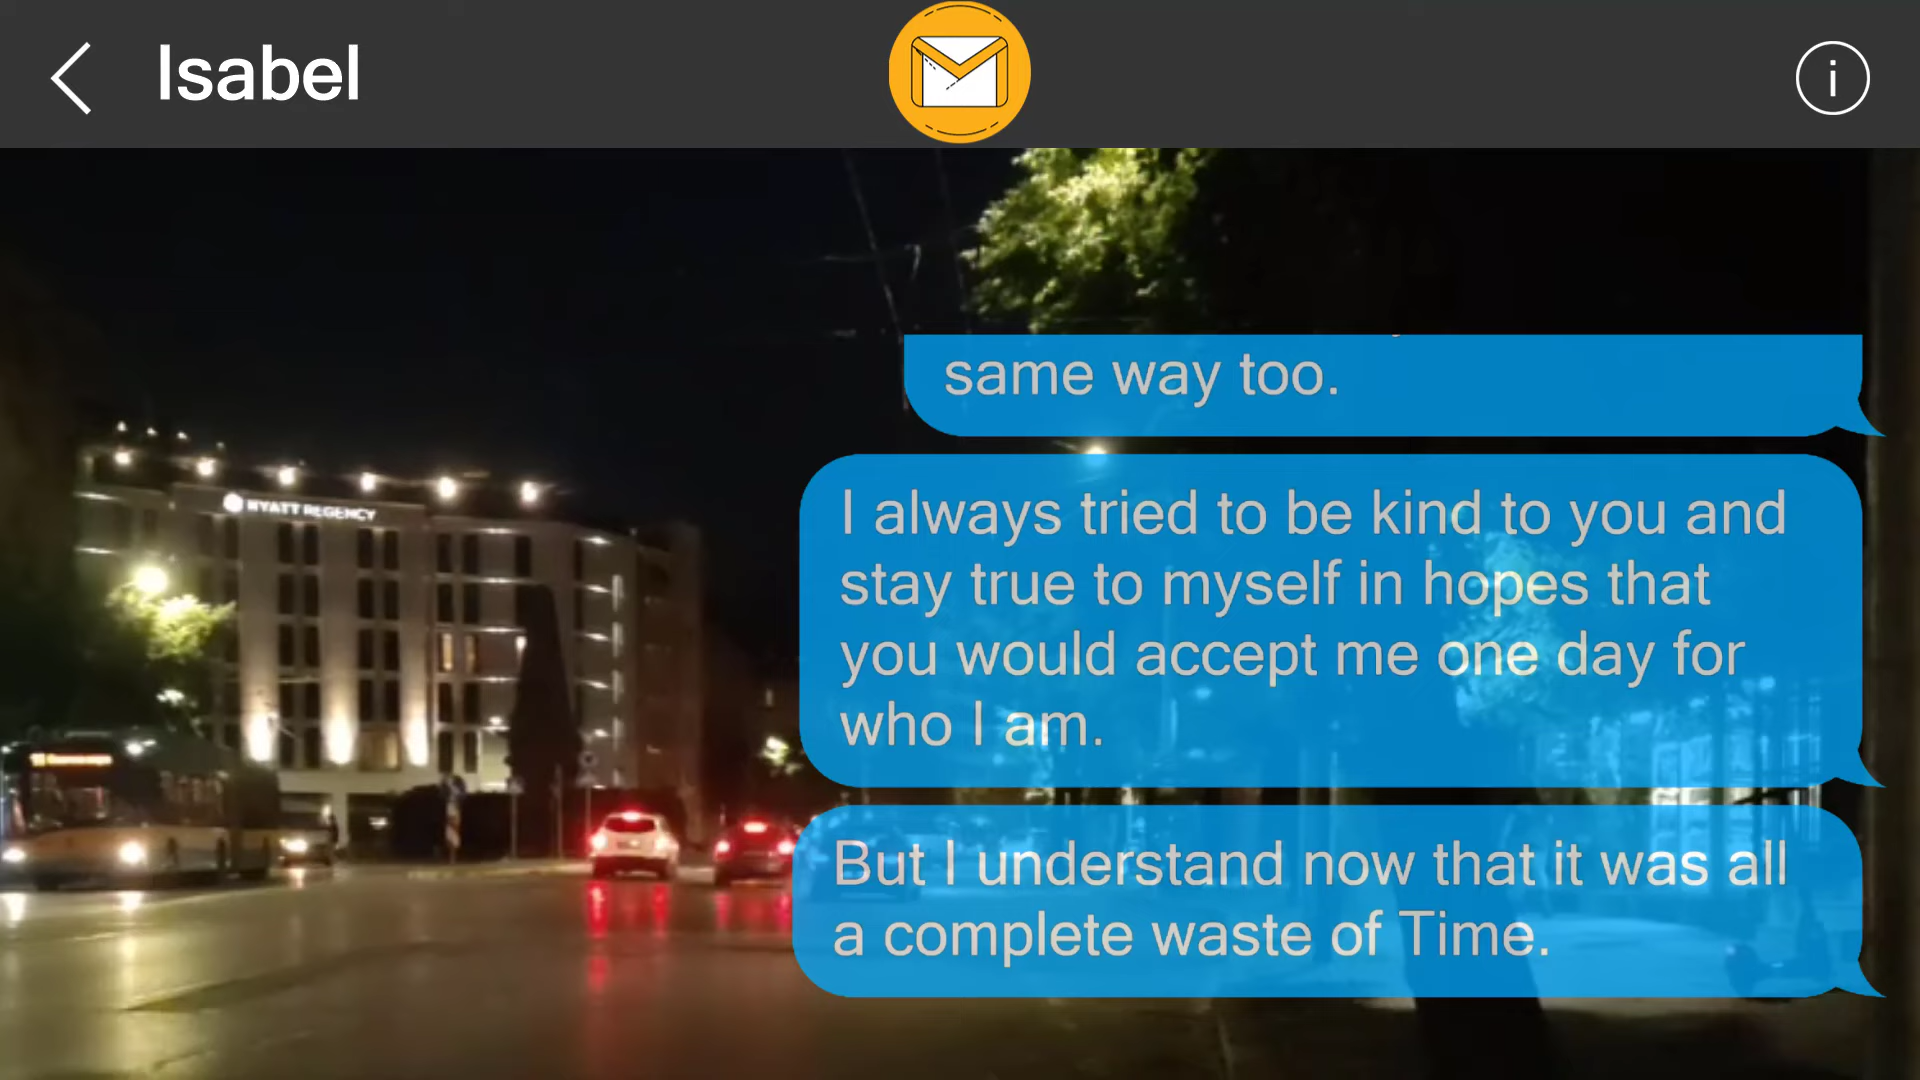 Isabel
same way too.
I always tried to be kind to you and
stay true to myself in hopes that
you would accept me one day for
who I am.
But I understand now that it was all
a complete waste of Time.
HYATT REGENCY